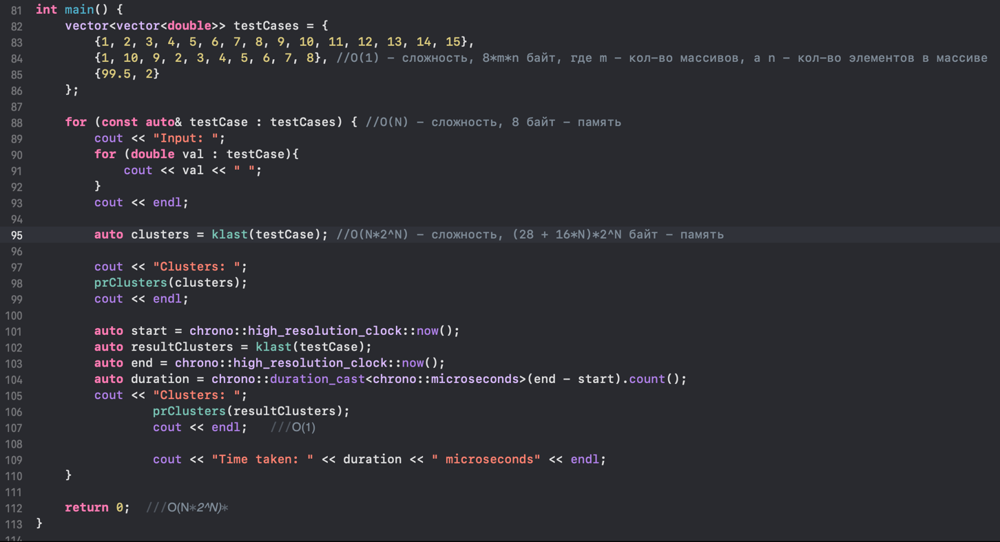 81 int main() {
82     vector<vector<double>> testCases = {
83         {1, 2, 3, 4, 5, 6, 7, 8, 9, 10, 11, 12, 13, 14, 15},
84         {1, 10, 9, 2, 3, 4, 5, 6, 7, 8}, //O(1) – сложность, 8*m*n байт, где m – кол-во массивов, а n – кол-во элементов в массиве
85         {99.5, 2}
86     };
87
88     for (const auto& testCase : testCases) { //O(N) – сложность, 8 байт – память
89         cout << "Input: ";
90         for (double val : testCase){
91             cout << val << " ";
92         }
93         cout << endl;
94
95         auto clusters = klast(testCase); //O(N*2^N) – сложность, (28 + 16*N)*2^N байт – память
96
97         cout << "Clusters: ";
98         prClusters(clusters);
99         cout << endl;
100
101         auto start = chrono::high_resolution_clock::now();
102         auto resultClusters = klast(testCase);
103         auto end = chrono::high_resolution_clock::now();
104         auto duration = chrono::duration_cast<chrono::microseconds>(end - start).count();
105         cout << "Clusters: ";
106                 prClusters(resultClusters);
107                 cout << endl;   ///O(1)
108
109                 cout << "Time taken: " << duration << " microseconds" << endl;
110     }
111
112     return 0;  ///O(N*2^N)*
113 }
114